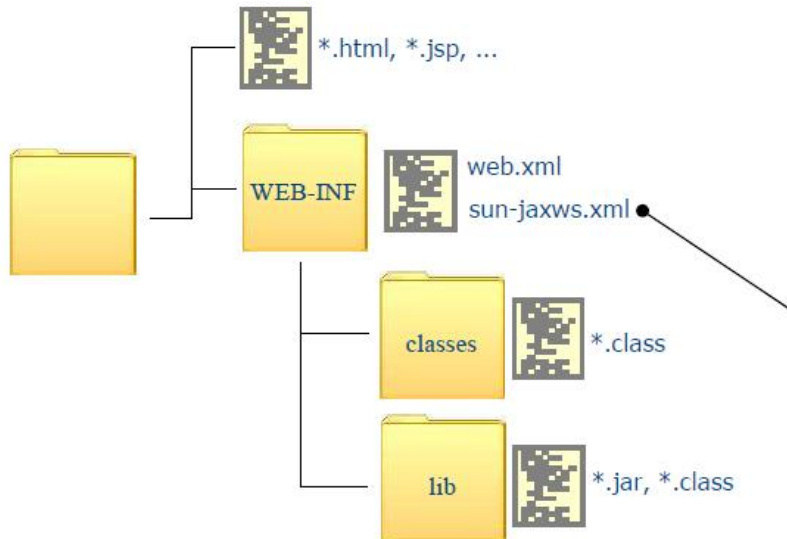 *.html, *.jsp, ...
WEB-INF
web.xml
sun-jaxws.xml
classes
*.class
lib
*.jar, *.class